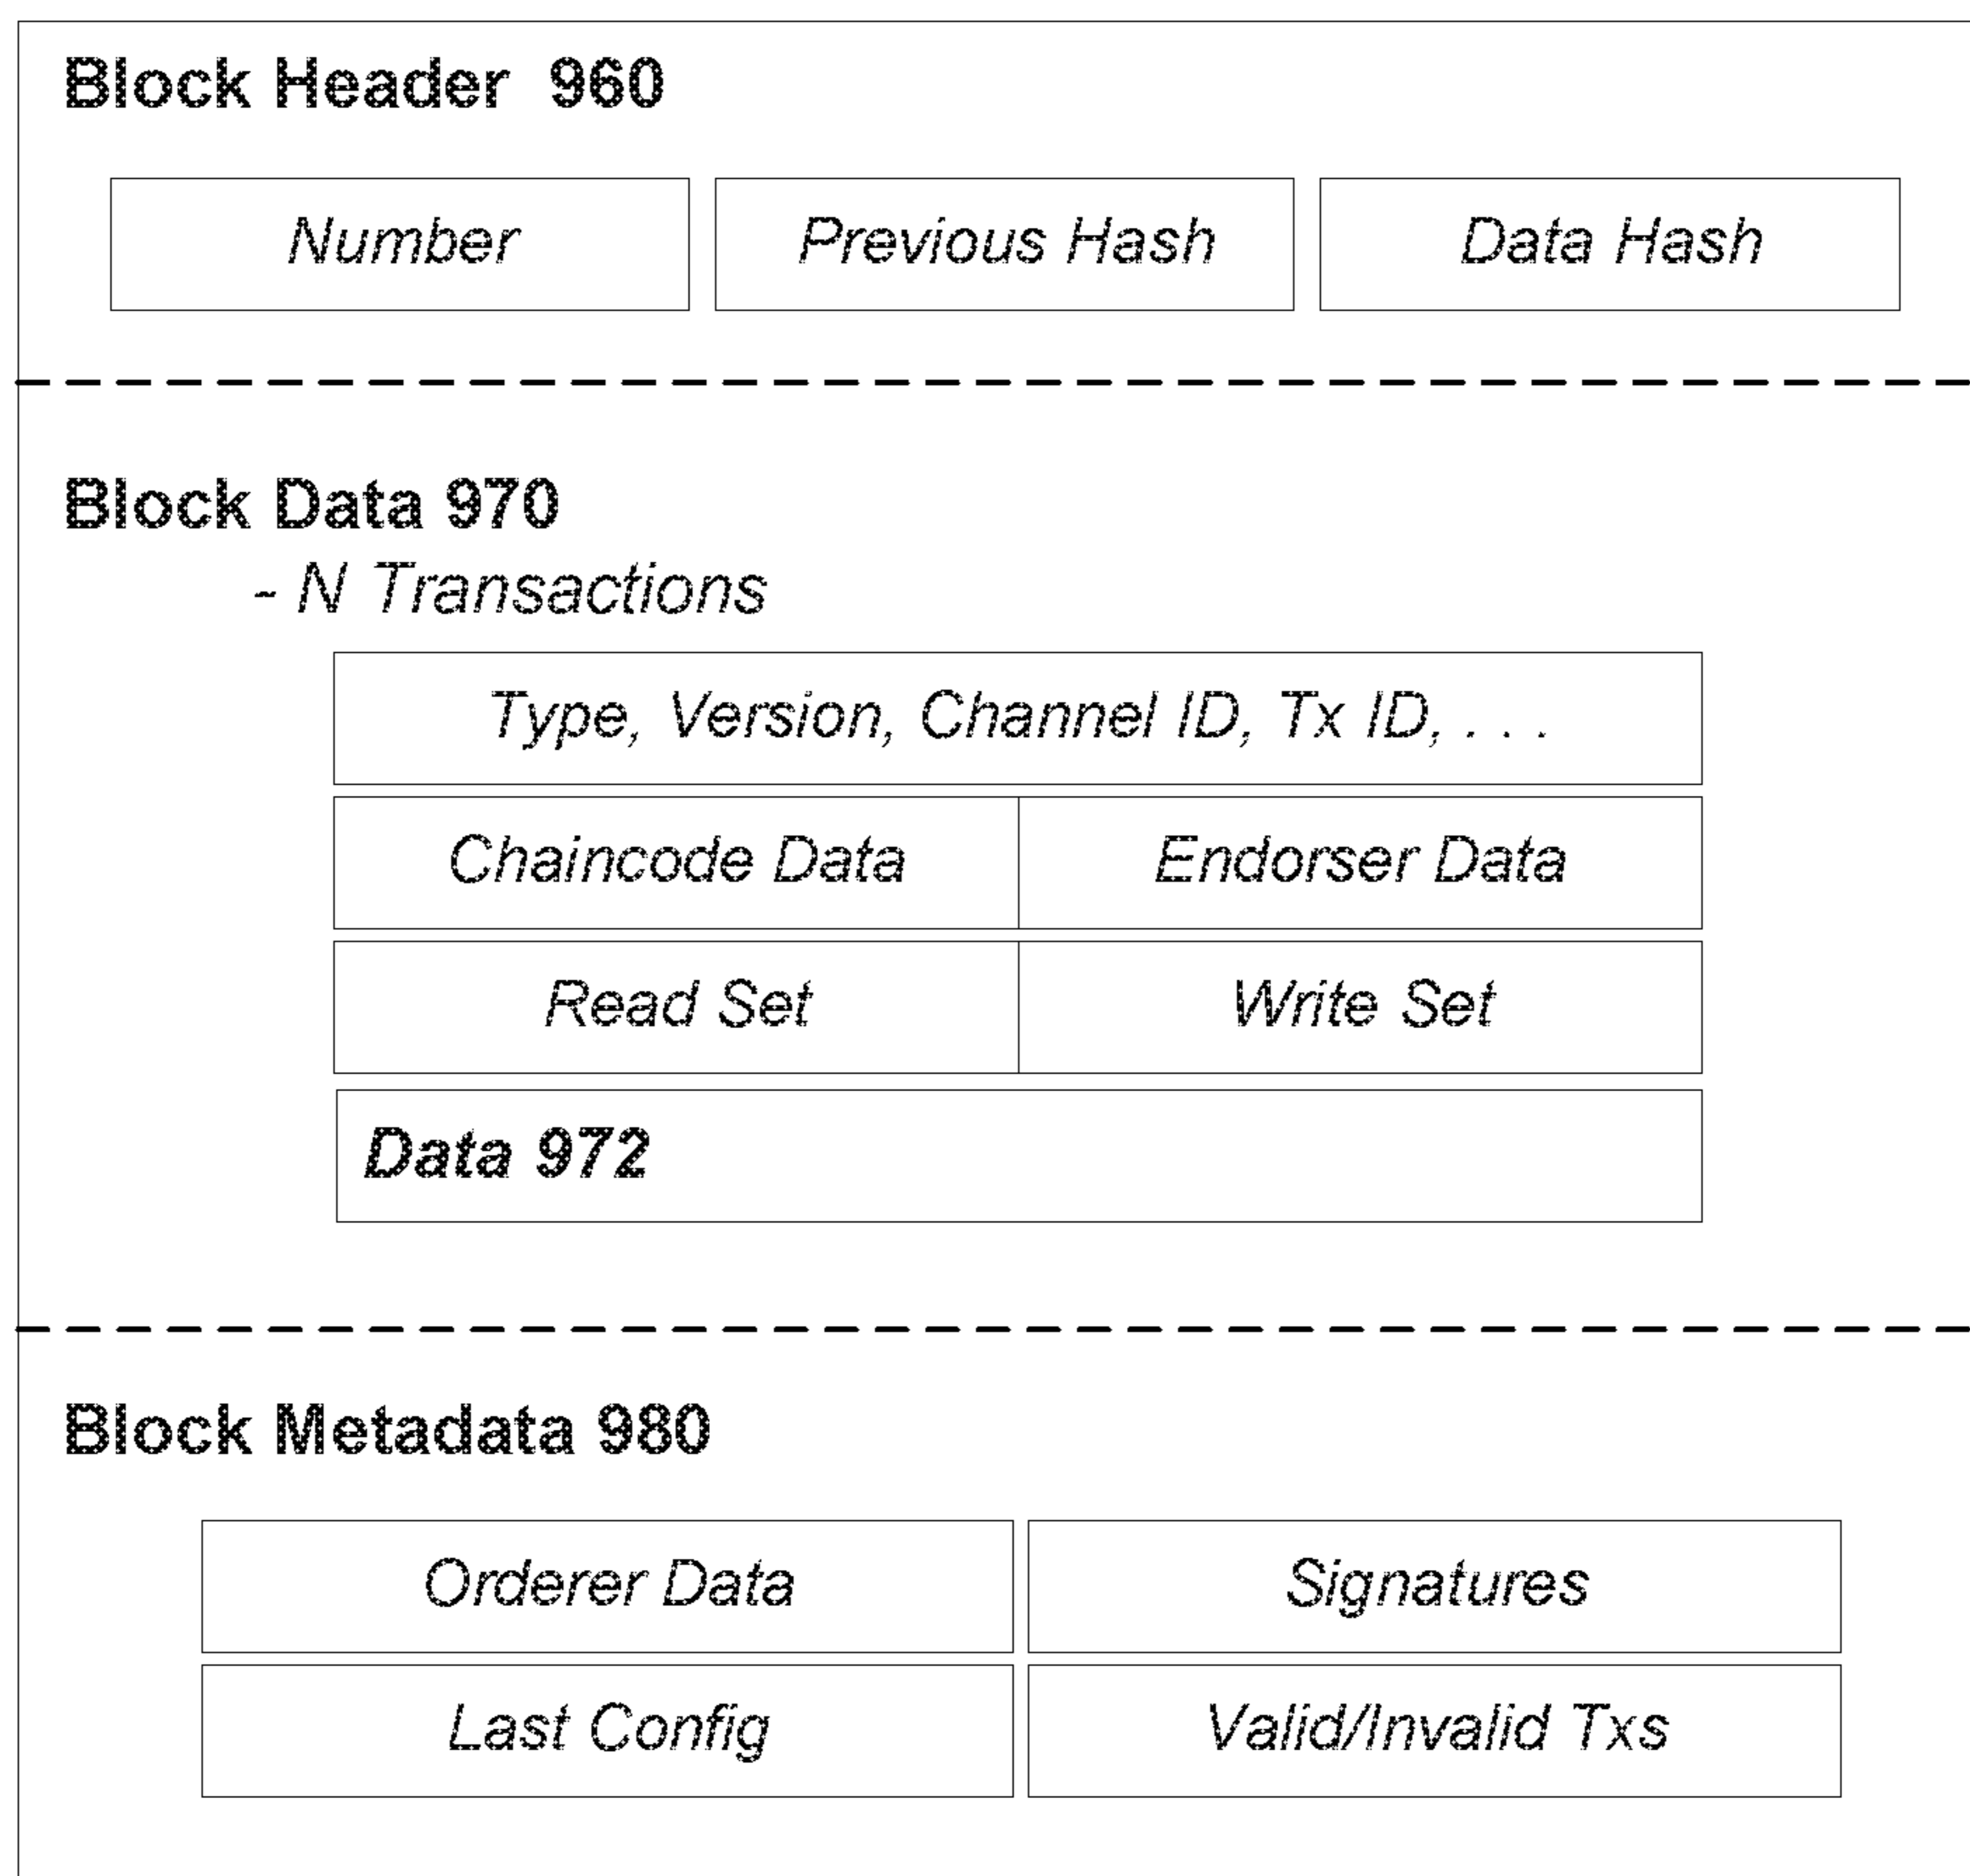 Block Header 960
Number Previous Hash Data Hash
Block Data 970
- N Transactions
Type, Version, Channel ID, Tx ID, . . .
Chaincode Data Endorser Data
Read Set Write Set
Data 972
Block Metadata 980
Orderer Data Signatures
Last Config Valid/Invalid Txs